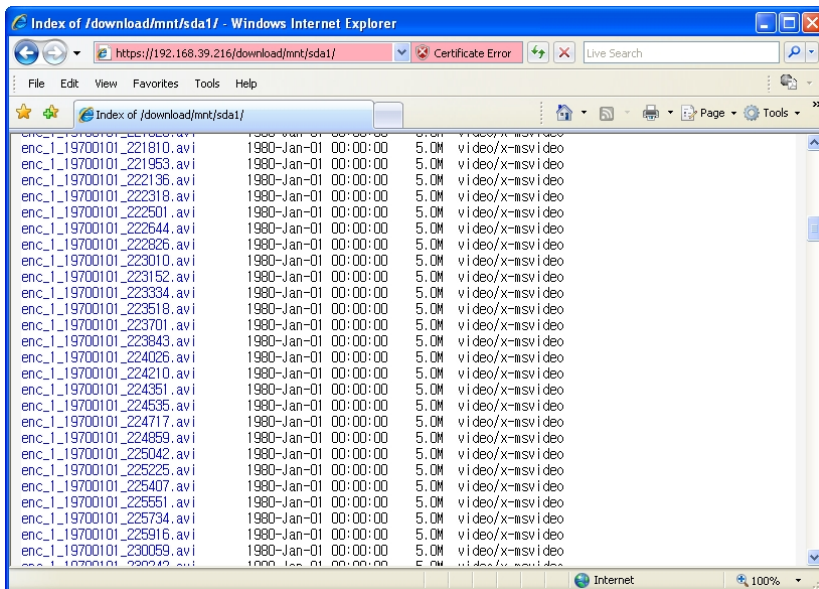 Index of /download/mnt/sda1/ - Windows Internet Explorer
https://192.168.39.216/download/mnt/sda1/ Certificate Error Live Search
File Edit View Favorites Tools Help
Index of /download/mnt/sda1/ Page Tools
enc_1_19700101_221810.avi 1980-Jan-01 00:00:00 5.0M video/x-msvideo
enc_1_19700101_221953.avi 1980-Jan-01 00:00:00 5.0M video/x-msvideo
enc_1_19700101_222136.avi 1980-Jan-01 00:00:00 5.0M video/x-msvideo
enc_1_19700101_222318.avi 1980-Jan-01 00:00:00 5.0M video/x-msvideo
enc_1_19700101_222501.avi 1980-Jan-01 00:00:00 5.0M video/x-msvideo
enc_1_19700101_222644.avi 1980-Jan-01 00:00:00 5.0M video/x-msvideo
enc_1_19700101_222826.avi 1980-Jan-01 00:00:00 5.0M video/x-msvideo
enc_1_19700101_223010.avi 1980-Jan-01 00:00:00 5.0M video/x-msvideo
enc_1_19700101_223152.avi 1980-Jan-01 00:00:00 5.0M video/x-msvideo
enc_1_19700101_223334.avi 1980-Jan-01 00:00:00 5.0M video/x-msvideo
enc_1_19700101_223518.avi 1980-Jan-01 00:00:00 5.0M video/x-msvideo
enc_1_19700101_223701.avi 1980-Jan-01 00:00:00 5.0M video/x-msvideo
enc_1_19700101_223843.avi 1980-Jan-01 00:00:00 5.0M video/x-msvideo
enc_1_19700101_224026.avi 1980-Jan-01 00:00:00 5.0M video/x-msvideo
enc_1_19700101_224210.avi 1980-Jan-01 00:00:00 5.0M video/x-msvideo
enc_1_19700101_224351.avi 1980-Jan-01 00:00:00 5.0M video/x-msvideo
enc_1_19700101_224535.avi 1980-Jan-01 00:00:00 5.0M video/x-msvideo
enc_1_19700101_224717.avi 1980-Jan-01 00:00:00 5.0M video/x-msvideo
enc_1_19700101_224859.avi 1980-Jan-01 00:00:00 5.0M video/x-msvideo
enc_1_19700101_225042.avi 1980-Jan-01 00:00:00 5.0M video/x-msvideo
enc_1_19700101_225225.avi 1980-Jan-01 00:00:00 5.0M video/x-msvideo
enc_1_19700101_225407.avi 1980-Jan-01 00:00:00 5.0M video/x-msvideo
enc_1_19700101_225551.avi 1980-Jan-01 00:00:00 5.0M video/x-msvideo
enc_1_19700101_225734.avi 1980-Jan-01 00:00:00 5.0M video/x-msvideo
enc_1_19700101_225916.avi 1980-Jan-01 00:00:00 5.0M video/x-msvideo
enc_1_19700101_230059.avi 1980-Jan-01 00:00:00 5.0M video/x-msvideo
Internet 100%